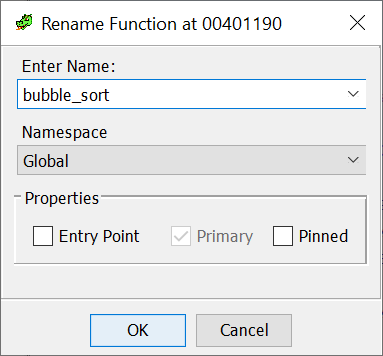 Rename Function at 00401190
Enter Name:
bubble_sort
Namespace
Global
Properties
Entry Point Primary Pinned
OK Cancel